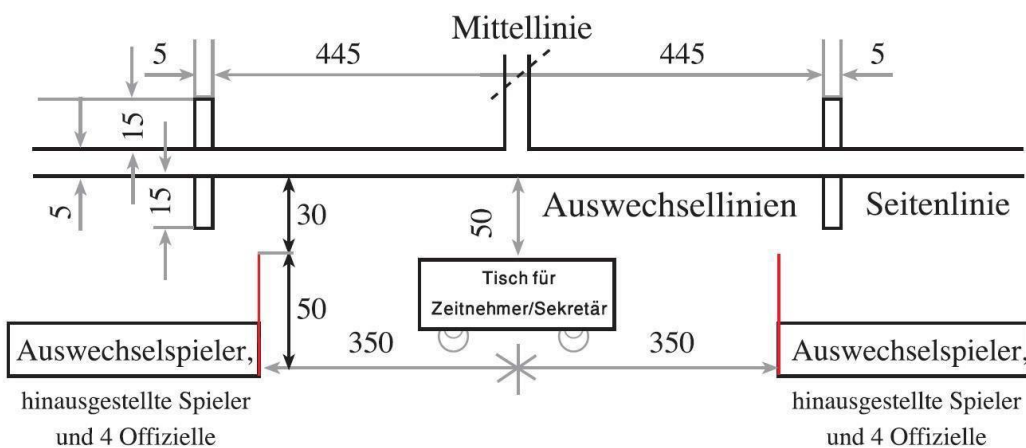 Mittellinie
5
445
445
5
15
5
15
30
50
Auswechsellinien
Seitenlinie
Tisch für
Zeitnehmer/Sekretär
50
350
350
Auswechselspieler,
hinausgestellte Spieler
und 4 Offizielle
Auswechselspieler,
hinausgestellte Spieler
und 4 Offizielle